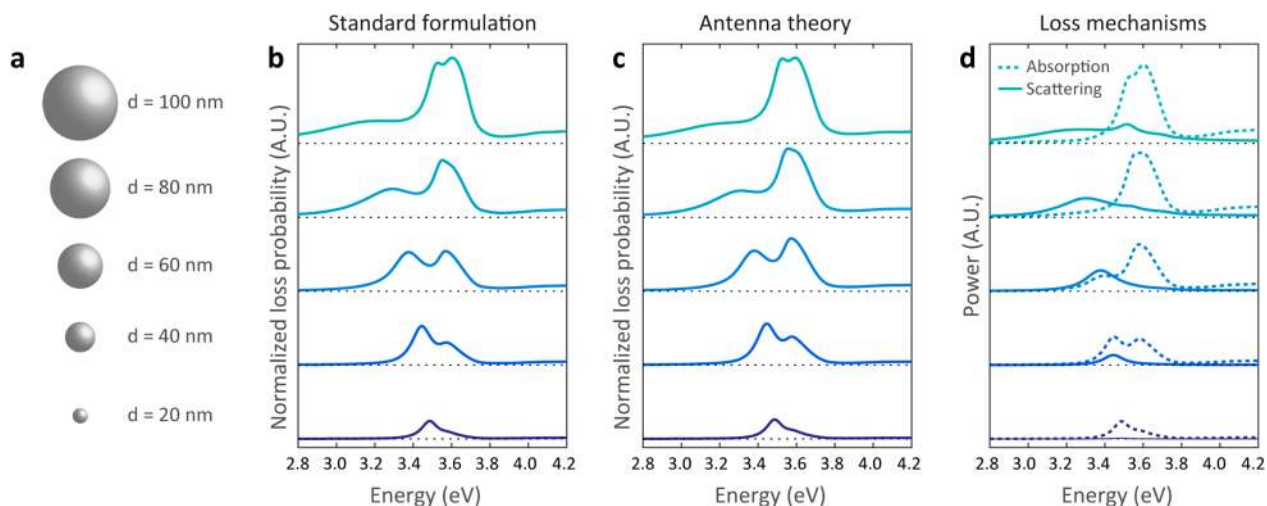 Standard formulation
Antenna theory
Loss mechanisms
a
d = 100 nm
d = 80 nm
d = 60 nm
d = 40 nm
d = 20 nm
b
Normalized loss probability (A.U.)
2.8 3.0 3.2 3.4 3.6 3.8 4.0 4.2
Energy (eV)
c
Normalized loss probability (A.U.)
2.8 3.0 3.2 3.4 3.6 3.8 4.0 4.2
Energy (eV)
d
Absorption
Scattering
Power (A.U.)
2.8 3.0 3.2 3.4 3.6 3.8 4.0 4.2
Energy (eV)